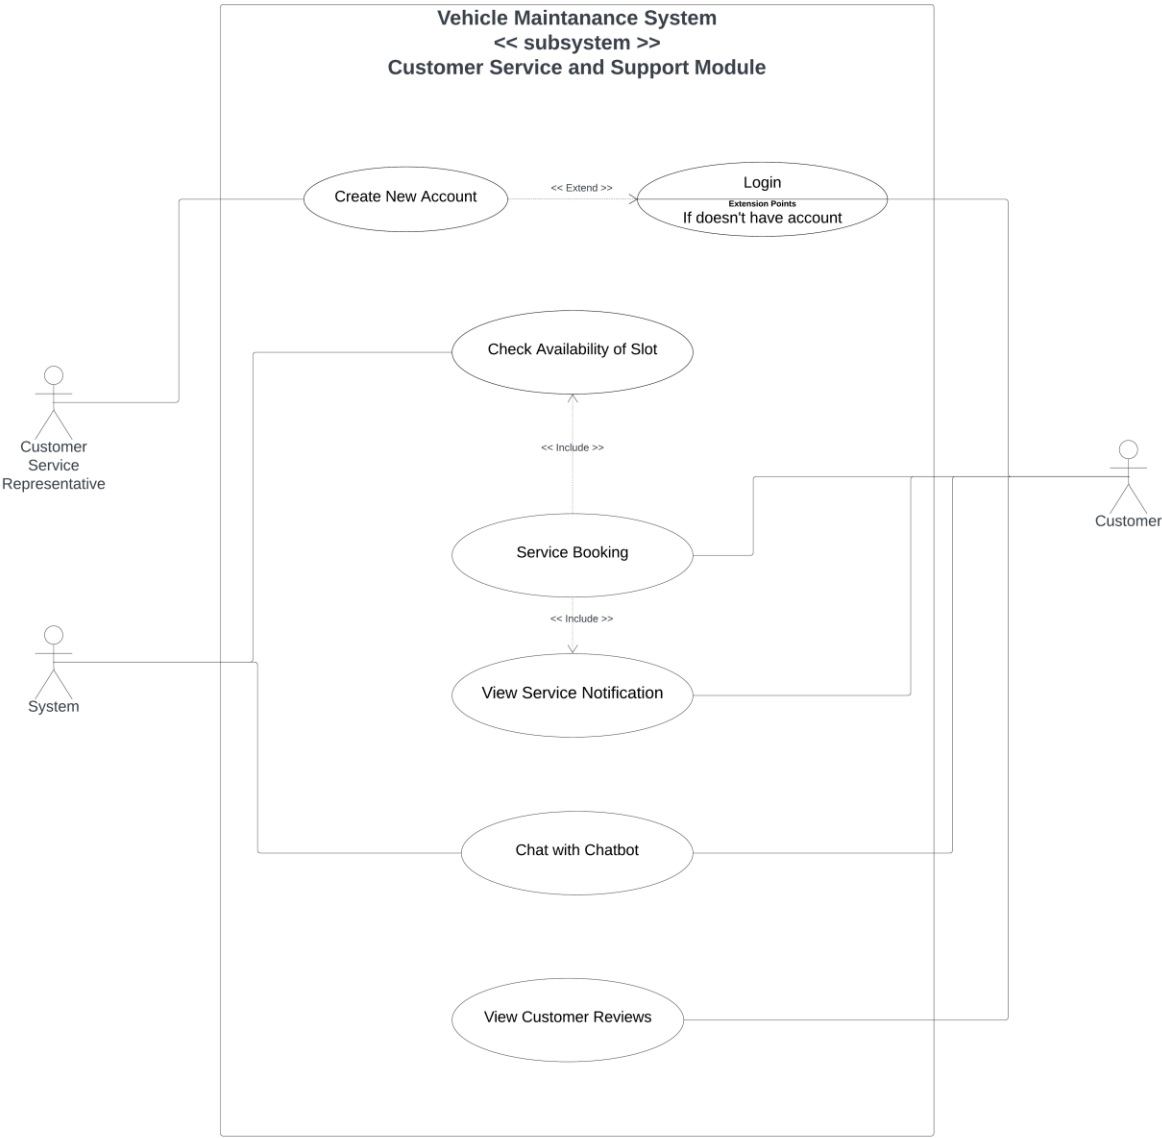 Vehicle Maintanance System
<< subsystem >>
Customer Service and Support Module
Create New Account
<< Extend >>
Login
Extension Points
If doesn't have account
Check Availability of Slot
Customer
Service
Representative
<< Include >>
Customer
Service Booking
<< Include >>
System
View Service Notification
Chat with Chatbot
View Customer Reviews